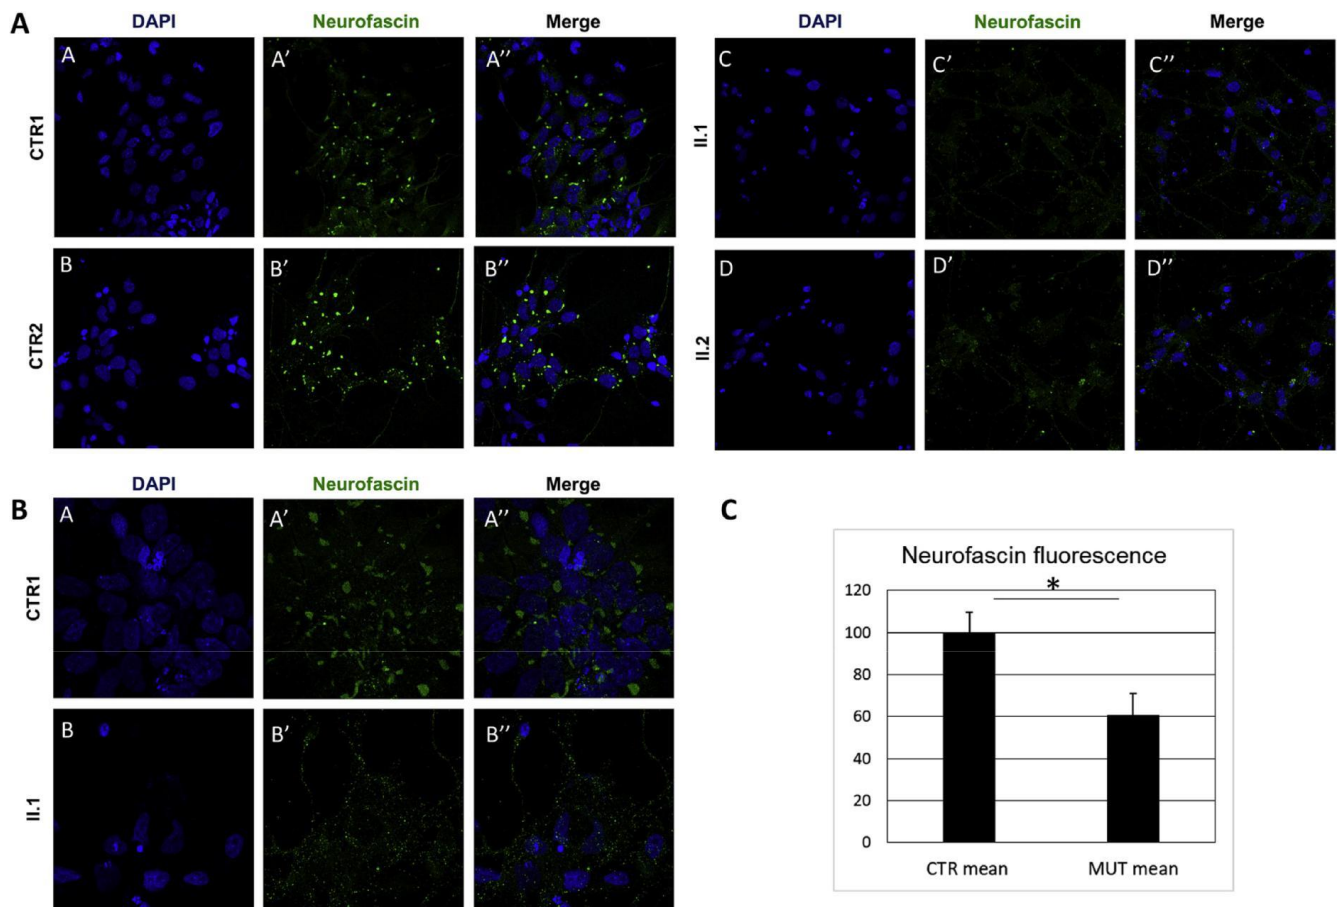 A
DAPI Neurofascin Merge
CTR1
A A′ A′′
CTR2
B B′ B′′
DAPI Neurofascin Merge
II.1
C C′ C′′
II.2
D D′ D′′
B
DAPI Neurofascin Merge
CTR1
A A′ A′′
II.1
B B′ B′′
C
Neurofascin fluorescence
*
120
100
80
60
40
20
0
CTR mean MUT mean